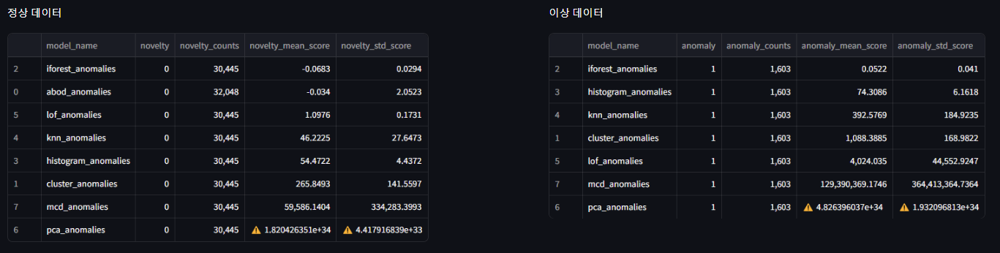 정상 데이터
model_name novelty novelty_counts novelty_mean_score novelty_std_score
2 iforest_anomalies 0 30,445 -0.0683 0.0294
0 abod_anomalies 0 32,048 -0.034 2.0523
5 lof_anomalies 0 30,445 1.0976 0.1731
4 knn_anomalies 0 30,445 46.2225 27.6473
3 histogram_anomalies 0 30,445 54.4722 4.4372
1 cluster_anomalies 0 30,445 265.8493 141.5597
7 mcd_anomalies 0 30,445 59,586.1404 334,283.3993
6 pca_anomalies 0 30,445 1.820426351e+34 4.417916839e+33
이상 데이터
model_name anomaly anomaly_counts anomaly_mean_score anomaly_std_score
2 iforest_anomalies 1 1,603 0.0522 0.041
3 histogram_anomalies 1 1,603 74.3086 6.1618
4 knn_anomalies 1 1,603 392.5769 184.9235
1 cluster_anomalies 1 1,603 1,088.3885 168.9822
5 lof_anomalies 1 1,603 4,024.035 44,552.9247
7 mcd_anomalies 1 1,603 129,390,369.1746 364,413,364.7364
6 pca_anomalies 1 1,603 4.826396037e+34 1.932096813e+34